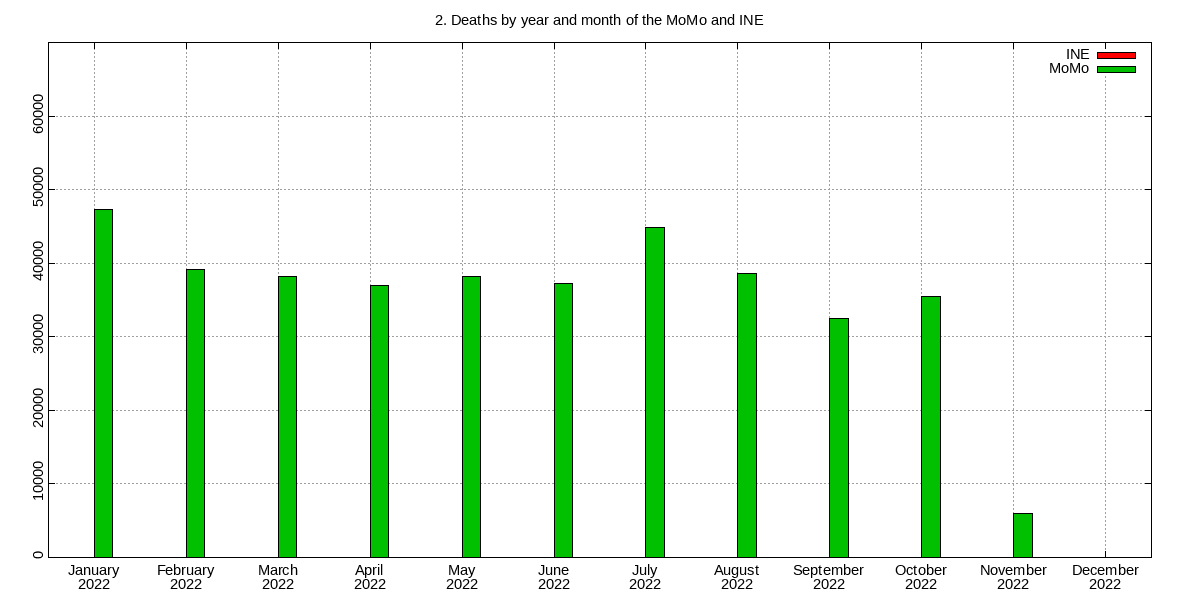 2. Deaths by year and month of the MoMo and INE
INE
MoMo
60000
50000
40000
30000
20000
10000
0
January February March April May June July August September October November December
2022 2022 2022 2022 2022 2022 2022 2022 2022 2022 2022 2022